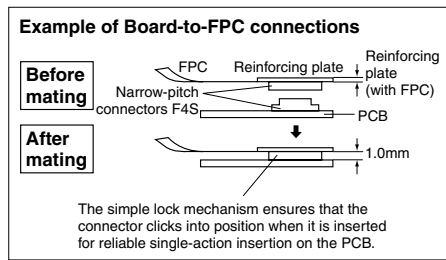 Example of Board-to-FPC connections
Before
mating
FPC
Reinforcing plate
Reinforcing
plate
(with FPC)
Narrow-pitch
connectors F4S
PCB
After
mating
1.0mm
The simple lock mechanism ensures that the
connector clicks into position when it is inserted
for reliable single-action insertion on the PCB.